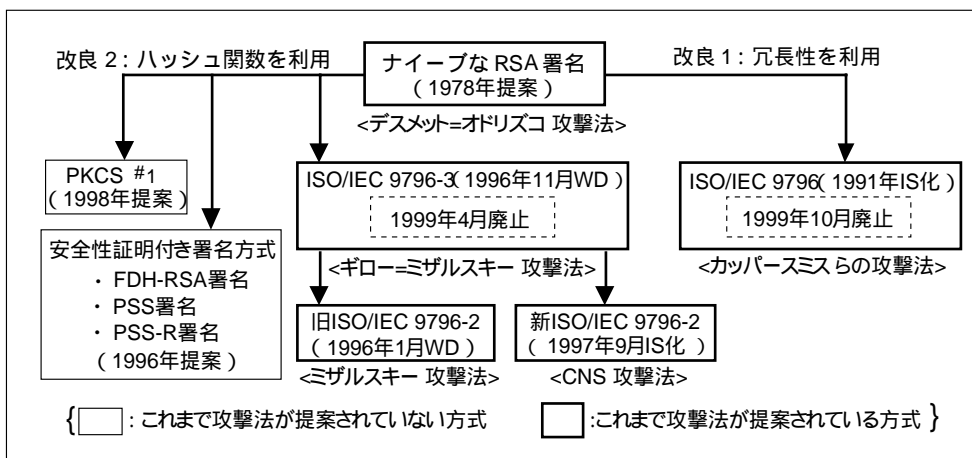 改良 2:ハッシュ関数を利用
ナイーブな RSA 署名
(1978年提案)
改良 1:冗長性を利用
<デスメット=オドリズコ 攻撃法>
PKCS #1
(1998年提案)
ISO/IEC 9796-3(1996年11月WD)
1999年4月廃止
ISO/IEC 9796(1991年IS化)
1999年10月廃止
安全性証明付き署名方式
・ FDH-RSA署名
・ PSS署名
・ PSS-R署名
(1996年提案)
<ギロー=ミザルスキー 攻撃法>
<カッパースミスらの攻撃法>
旧ISO/IEC 9796-2
(1996年1月WD)
新ISO/IEC 9796-2
(1997年9月IS化)
<ミザルスキー 攻撃法>
<CNS 攻撃法>
{ :これまで攻撃法が提案されていない方式 :これまで攻撃法が提案されている方式 }